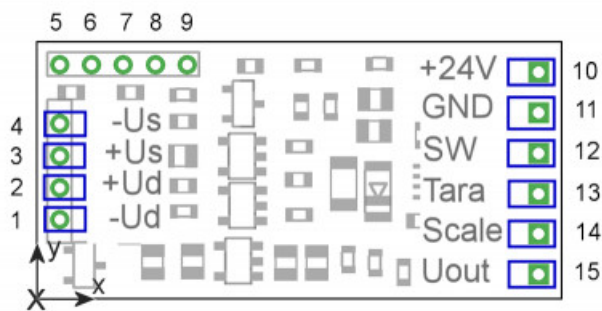 5 6 7 8 9
+24V 10
GND 11
4 -Us SW 12
3 +Us
2 +Ud Tara 13
1 -Ud Scale 14
y
X x Uout 15